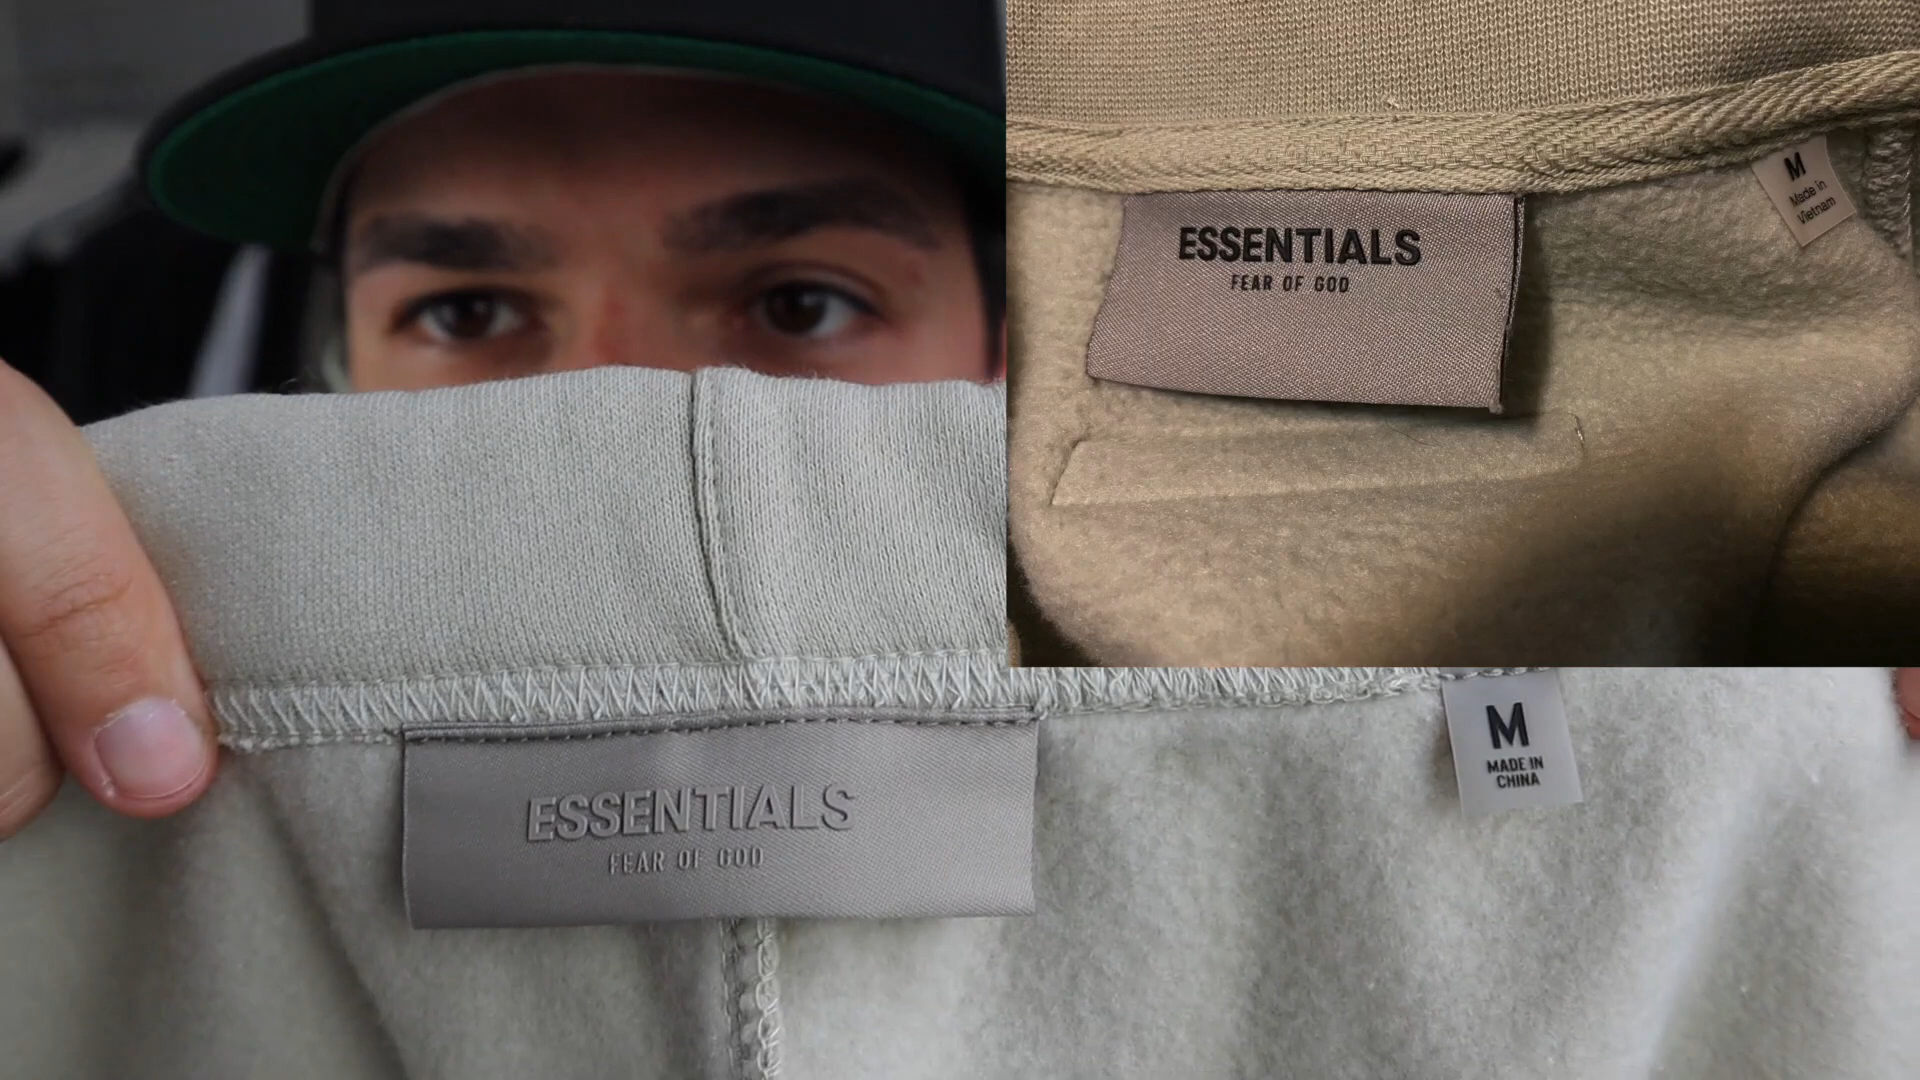 ESSENTIALS
FEAR OF GOD
M
Made in
Vietnam
ESSENTIALS
FEAR OF GOD
M
MADE IN
CHINA